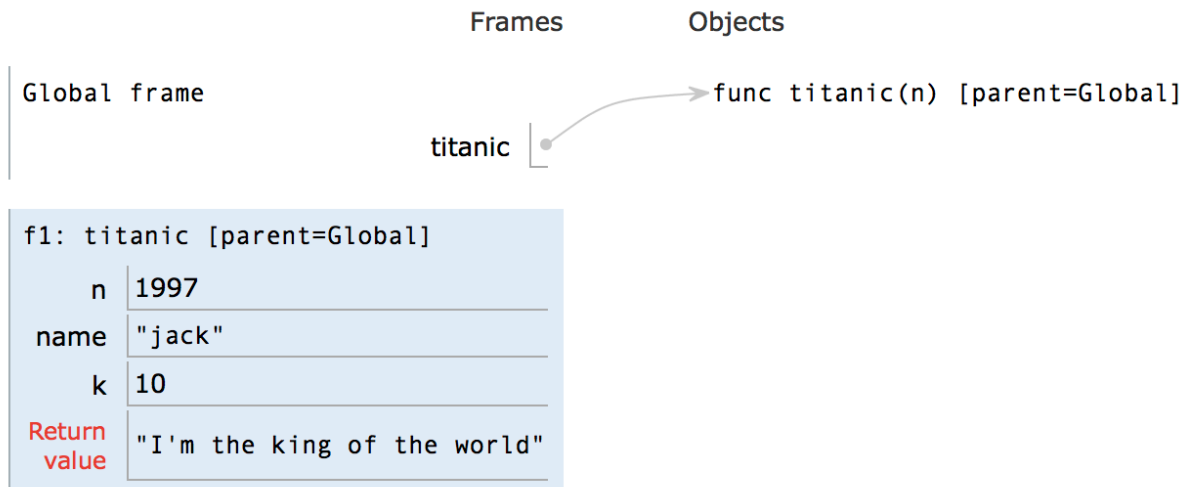 Frames Objects
Global frame
func titanic(n) [parent=Global]
titanic
f1: titanic [parent=Global]
n 1997
name "jack"
k 10
Return
value "I'm the king of the world"